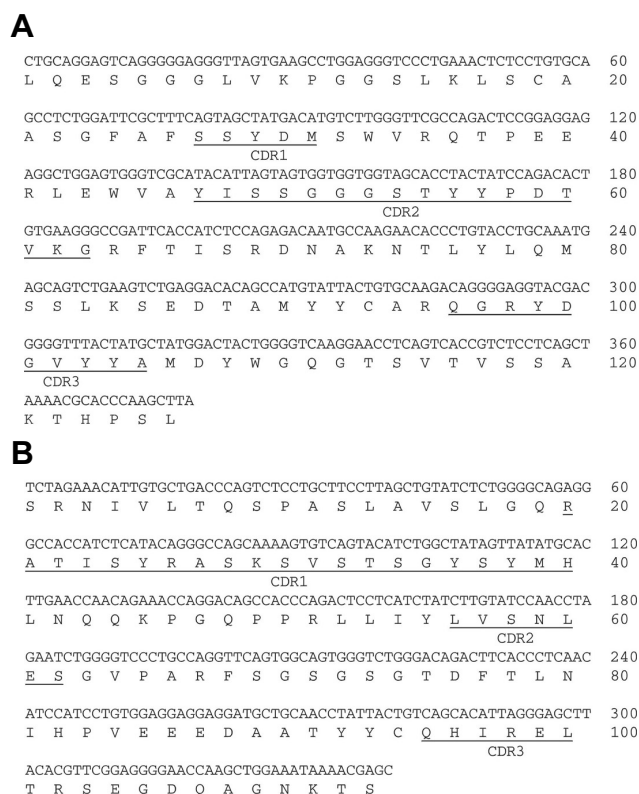 A
CTGCAGGAGTCAGGGGGAGGGTTAGTGAAGCCTGGAGGGTCCCTGAAACTCTCCTGTGCA 60
L Q E S G G G L V K P G G S L K L S C A 20
GCCTCTGGATTCGCTTTCAGTAGCTATGACATGTCTTGGGTTCGCCAGACTCCGGAGGAG 120
A S G F A F S S Y D M S W V R Q T P E E 40
CDR1
AGGCTGGAGTGGGTCGCATACATTAGTAGTGGTGGTGGTAGCACCTACTATCCAGACACT 180
R L E W V A Y I S S G G G S T Y Y P D T 60
CDR2
GTGAAGGGCCGATTCACCATCTCCAGAGACAATGCCAAGAACACCCTGTACCTGCAAATG 240
V K G R F T I S R D N A K N T L Y L Q M 80
AGCAGTCTGAAGTCTGAGGACACAGCCATGTATTACTGTGCAAGACAGGGGAGGTACGAC 300
S S L K S E D T A M Y Y C A R Q G R Y D 100
GGGGTTTACTATGCTATGGACTACTGGGGTCAAGGAACCTCAGTCACCGTCTCCTCAGCT 360
G V Y Y A M D Y W G Q G T S V T V S S A 120
CDR3
AAAACGCACCCAAGCTTA
K T H P S L
B
TCTAGAAACATTGTGCTGACCCAGTCTCCTGCTTCCTTAGCTGTATCTCTGGGGCAGAGG 60
S R N I V L T Q S P A S L A V S L G Q R 20
GCCACCATCTCATACAGGGCCAGCAAAAGTGTCAGTACATCTGGCTATAGTTATATGCAC 120
A T I S Y R A S K S V S T S G Y S Y M H 40
CDR1
TTGAACCAACAGAAACCAGGACAGCCACCCAGACTCCTCATCTATCTTGTATCCAACCTA 180
L N Q Q K P G Q P P R L L I Y L V S N L 60
CDR2
GAATCTGGGGTCCCTGCCAGGTTCAGTGGCAGTGGGTCTGGGACAGACTTCACCCTCAAC 240
E S G V P A R F S G S G S G T D F T L N 80
ATCCATCCTGTGGAGGAGGAGGATGCTGCAACCTATTACTGTCAGCACATTAGGGAGCTT 300
I H P V E E E D A A T Y Y C Q H I R E L 100
CDR3
ACACGTTCGGAGGGGAACCAAGCTGGAAATAAAACGAGC
T R S E G D O A G N K T S